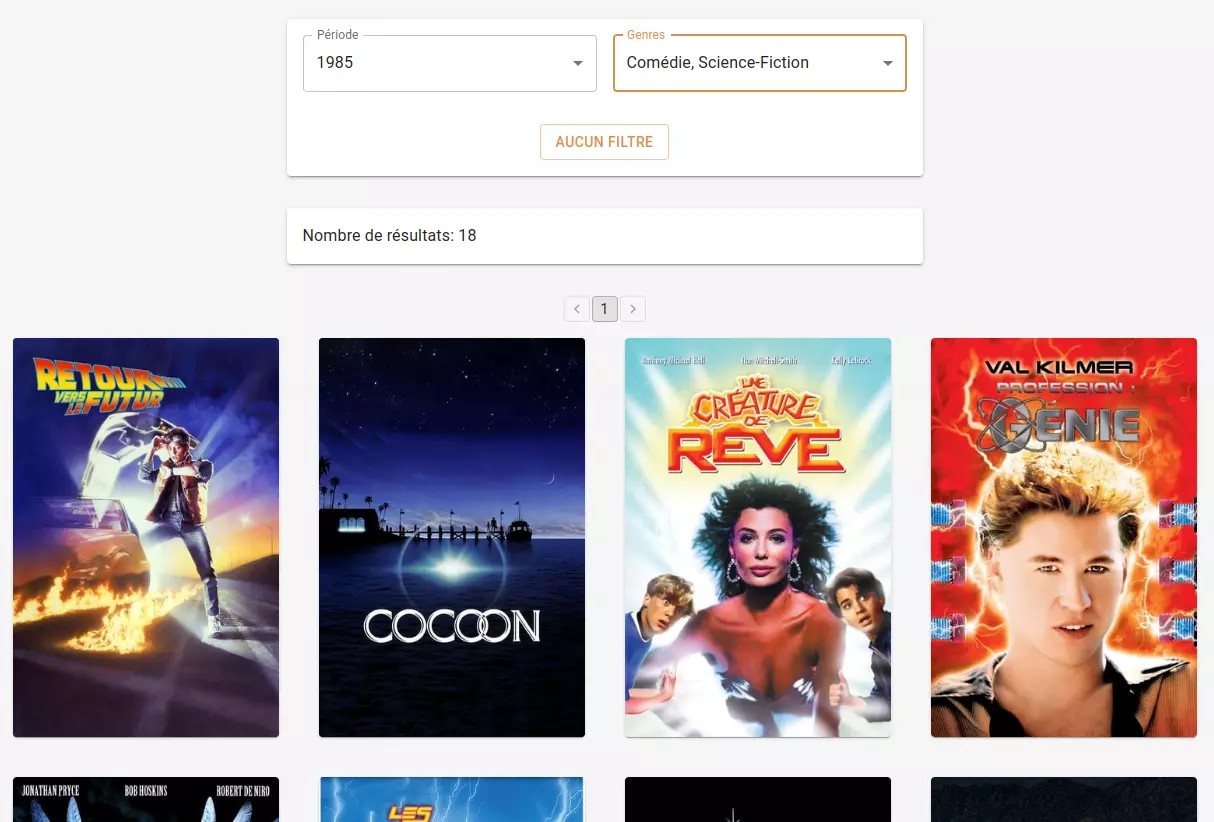 Période
1985
Genres
Comédie, Science-Fiction
AUCUN FILTRE
Nombre de résultats: 18
1
RETOUR
VERS
LE FUTUR
COCOON
Anthony Michael Hall
Ilan Mitchell-Smith
Kelly LeBrock
UNE
CRÉATURE
DE
RÊVE
VAL KILMER
PROFESSION :
GÉNIE
JONATHAN PRYCE
BOB HOSKINS
ROBERT DE NIRO
LES